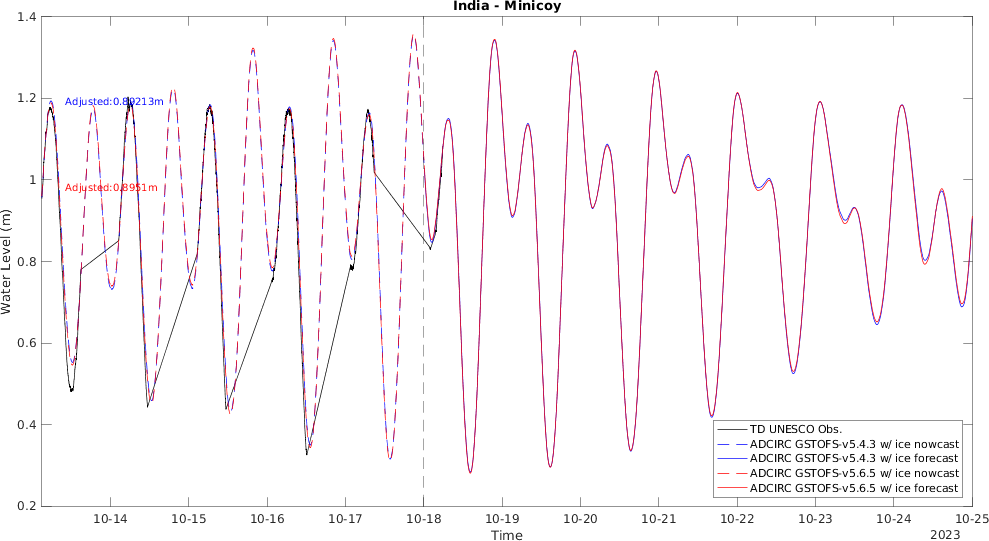 India - Minicoy
Water Level (m)
1.4
1.2
1
0.8
0.6
0.4
0.2
Adjusted:0.89213m
Adjusted:0.8951m
TD UNESCO Obs.
ADCIRC GSTOFS-v5.4.3 w/ ice nowcast
ADCIRC GSTOFS-v5.4.3 w/ ice forecast
ADCIRC GSTOFS-v5.6.5 w/ ice nowcast
ADCIRC GSTOFS-v5.6.5 w/ ice forecast
10-14 10-15 10-16 10-17 10-18 10-19 10-20 10-21 10-22 10-23 10-24 10-25
Time
2023